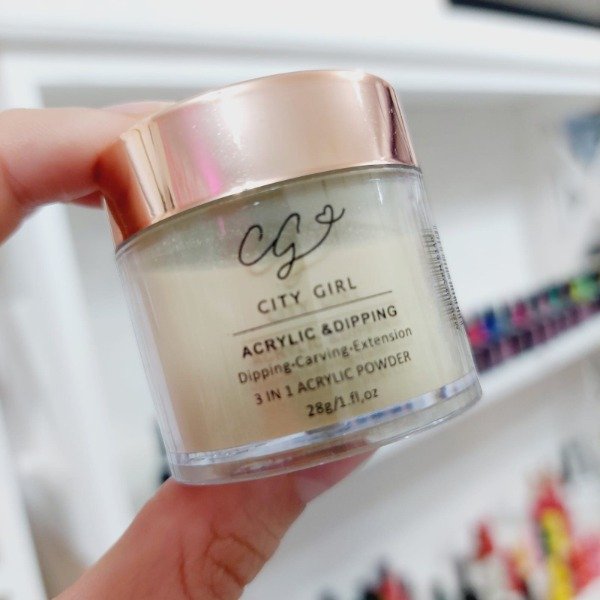 CG
CITY GIRL
ACRYLIC &DIPPING
Dipping·Carving·Extension
3 IN 1 ACRYLIC POWDER
28g/1 fl,oz